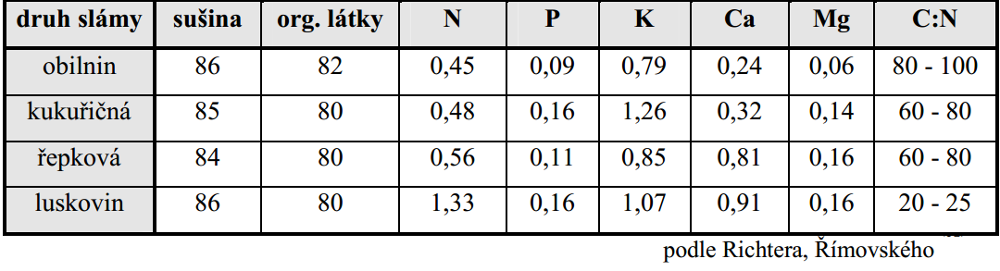 druh slámy sušina org. látky N P K Ca Mg C:N
obilnin 86 82 0,45 0,09 0,79 0,24 0,06 80 - 100
kukuřičná 85 80 0,48 0,16 1,26 0,32 0,14 60 - 80
řepková 84 80 0,56 0,11 0,85 0,81 0,16 60 - 80
luskovin 86 80 1,33 0,16 1,07 0,91 0,16 20 - 25
podle Richtera, Římovského